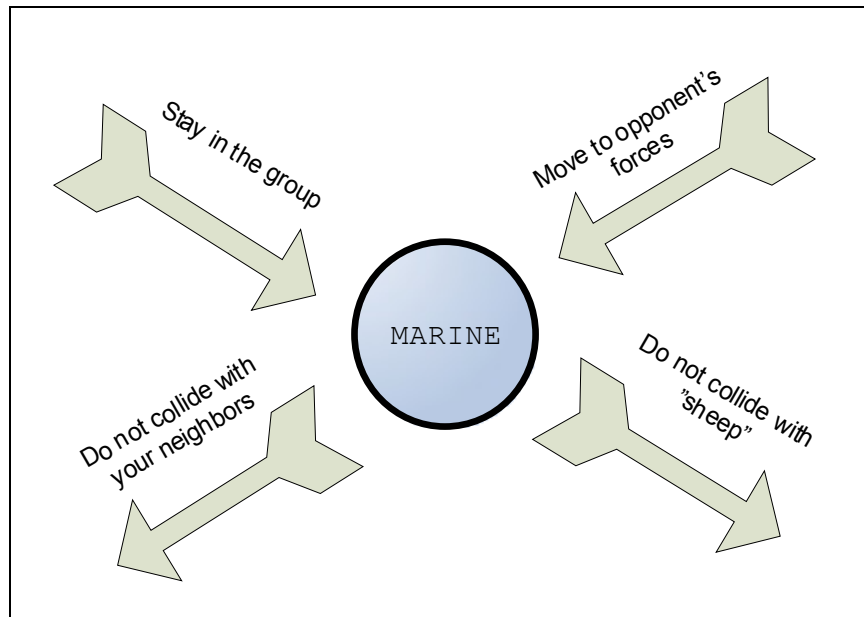 Stay in the group
Move to opponent's
forces
MARINE
Do not collide with
your neighbors
Do not collide with
”sheep”